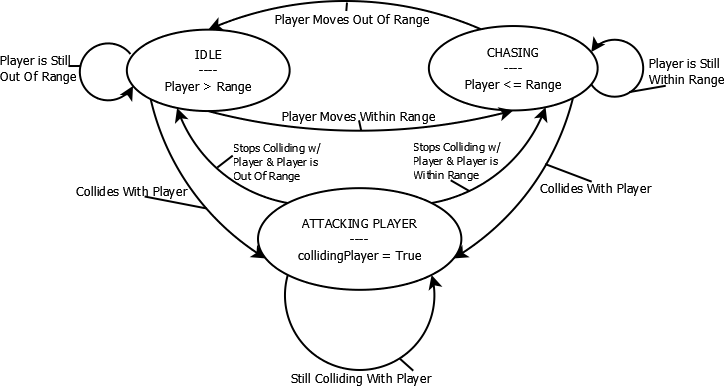 Player Moves Out Of Range
IDLE
----
Player > Range
CHASING
----
Player <= Range
Player is Still
Out Of Range
Player is Still
Within Range
Player Moves Within Range
Stops Colliding w/
Player & Player is
Out Of Range
Stops Colliding w/
Player & Player is
Within Range
Collides With Player
Collides With Player
ATTACKING PLAYER
----
collidingPlayer = True
Still Colliding With Player